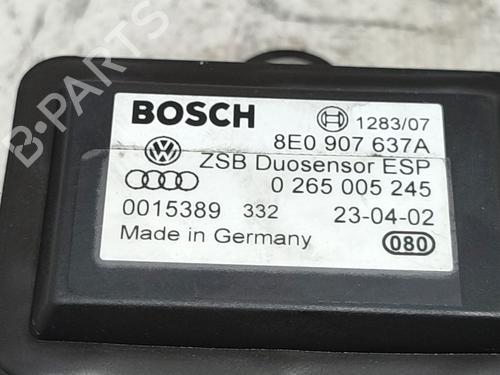 B-PARTS
BOSCH 1283/07
8E0 907 637A
ZSB Duosensor ESP
0 265 005 245
0015389 332 23-04-02
Made in Germany 080